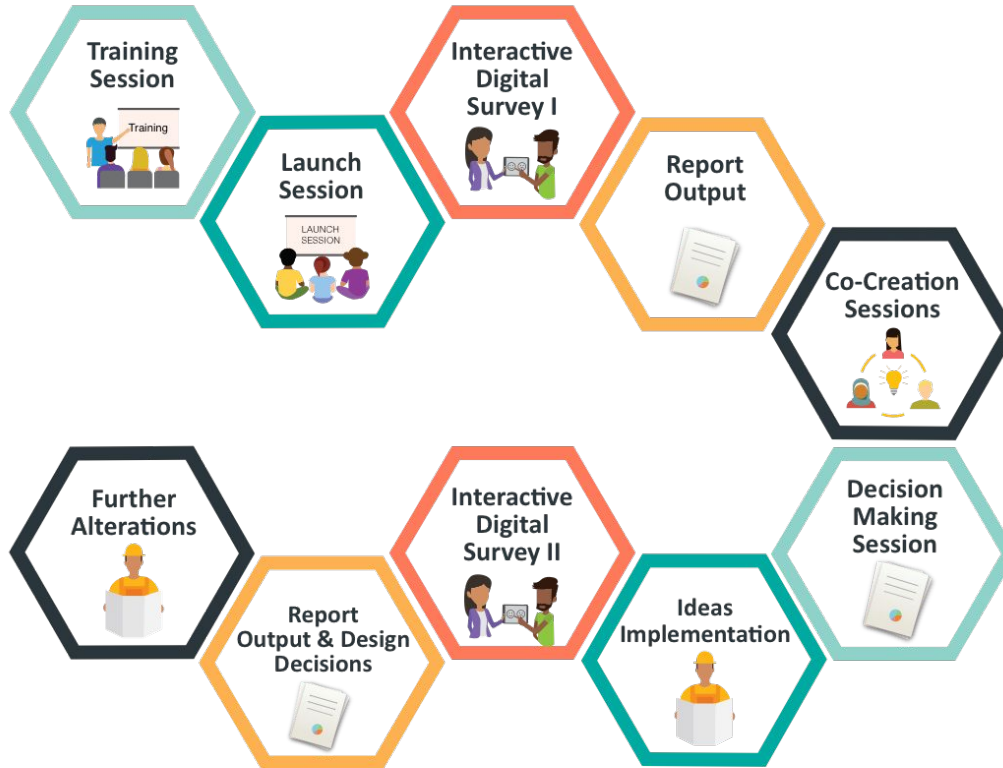 Training
Session
Training
Launch
Session
LAUNCH
SESSION
Interactive
Digital
Survey I
Report
Output
Co-Creation
Sessions
Decision
Making
Session
Ideas
Implementation
Interactive
Digital
Survey II
Report
Output & Design
Decisions
Further
Alterations